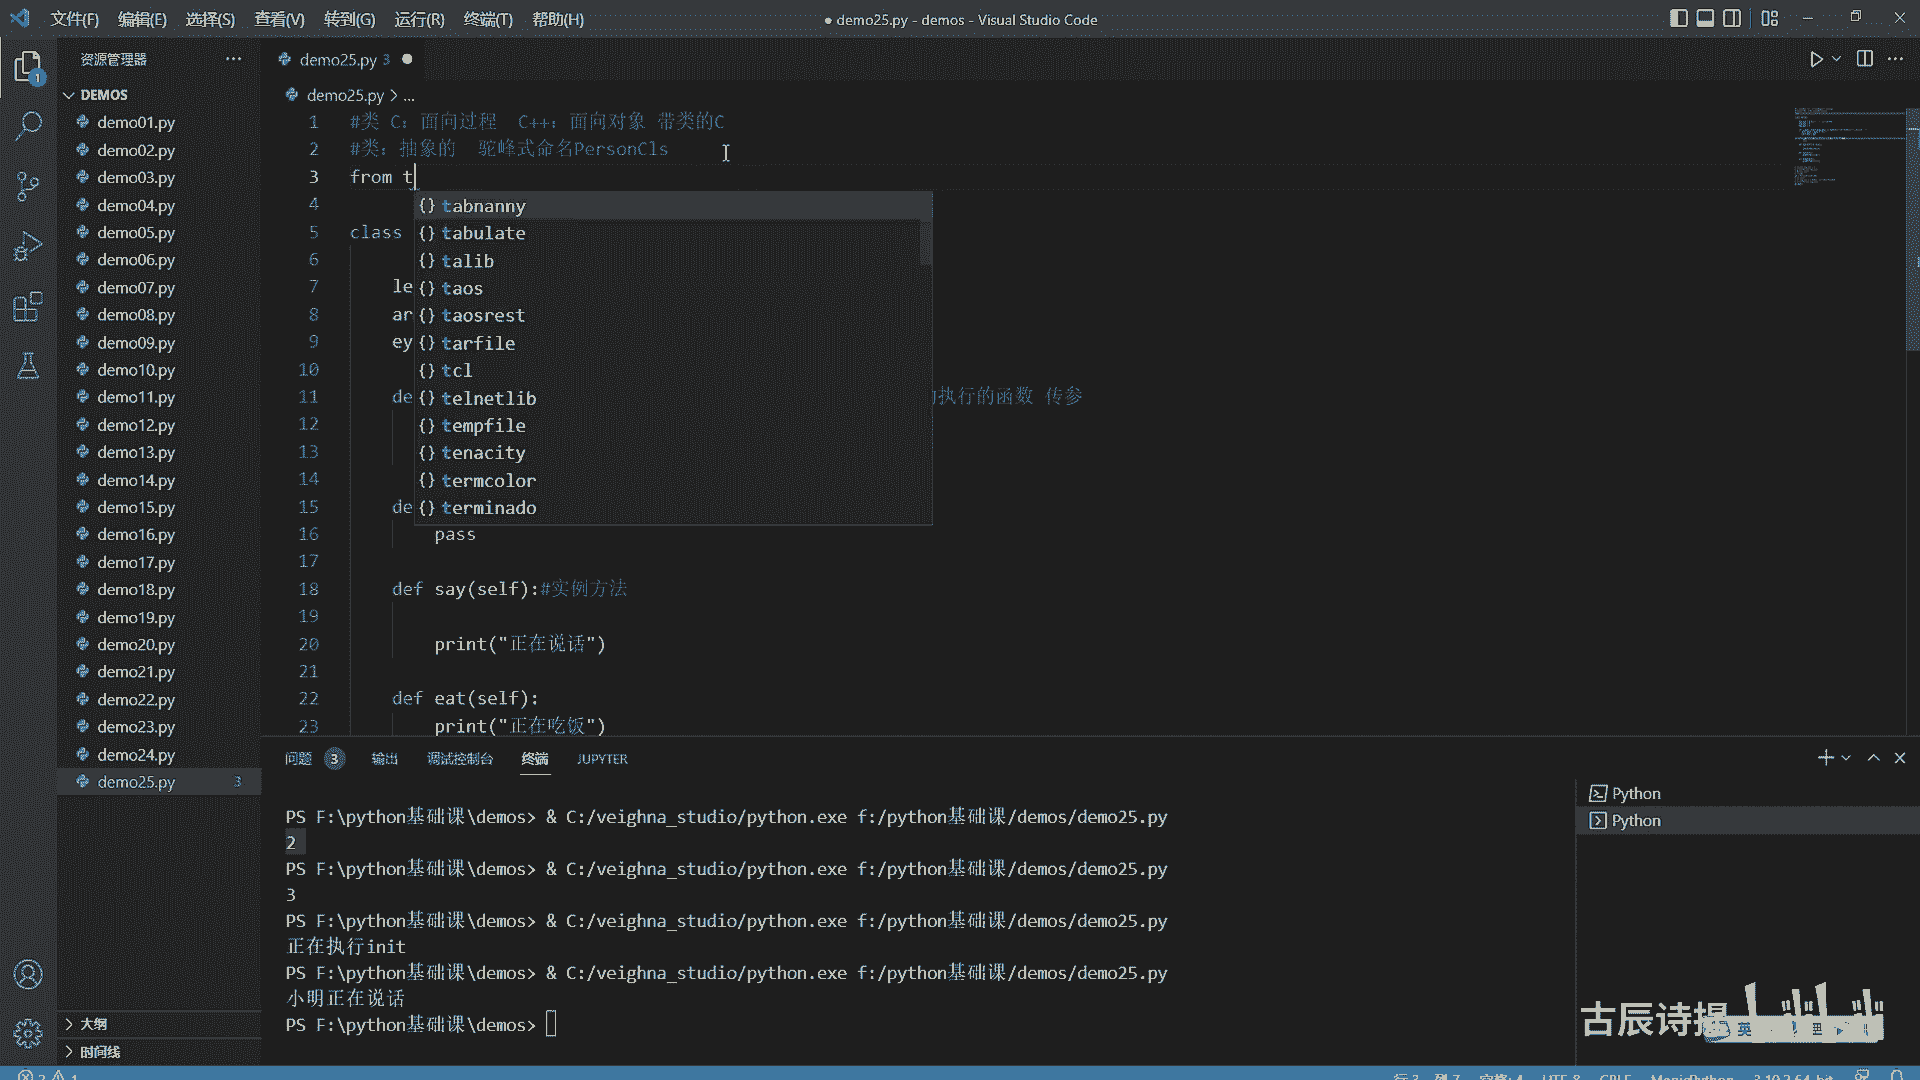 文件(F) 编辑(E) 选择(S) 查看(V) 转到(G) 运行(R) 终端(T) 帮助(H)
● demo25.py - demos - Visual Studio Code
资源管理器
DEMOS
demo01.py
demo02.py
demo03.py
demo04.py
demo05.py
demo06.py
demo07.py
demo08.py
demo09.py
demo10.py
demo11.py
demo12.py
demo13.py
demo14.py
demo15.py
demo16.py
demo17.py
demo18.py
demo19.py
demo20.py
demo21.py
demo22.py
demo23.py
demo24.py
demo25.py 3
大纲
时间线
1
demo25.py 3
demo25.py > ...
1 #类 C：面向过程 C++：面向对象 带类的C
2 #类：抽象的 驼峰式命名PersonCls
3 from t
4
5 class
6
7 le
8 ar
9 ey
10
11 de 执行的函数 传参
12
13
14
15 de
16 pass
17
18 def say(self):#实例方法
19
20 print("正在说话")
21
22 def eat(self):
23 print("正在吃饭")
{} tabnanny
{} tabulate
{} talib
{} taos
{} taosrest
{} tarfile
{} tcl
{} telnetlib
{} tempfile
{} tenacity
{} termcolor
{} terminado
问题 3 输出 调试控制台 终端 JUPYTER
PS F:\python基础课\demos> & C:/veighna_studio/python.exe f:/python基础课/demos/demo25.py
2
PS F:\python基础课\demos> & C:/veighna_studio/python.exe f:/python基础课/demos/demo25.py
3
PS F:\python基础课\demos> & C:/veighna_studio/python.exe f:/python基础课/demos/demo25.py
正在执行init
PS F:\python基础课\demos> & C:/veighna_studio/python.exe f:/python基础课/demos/demo25.py
小明正在说话
PS F:\python基础课\demos>
Python
Python
古辰诗提
英